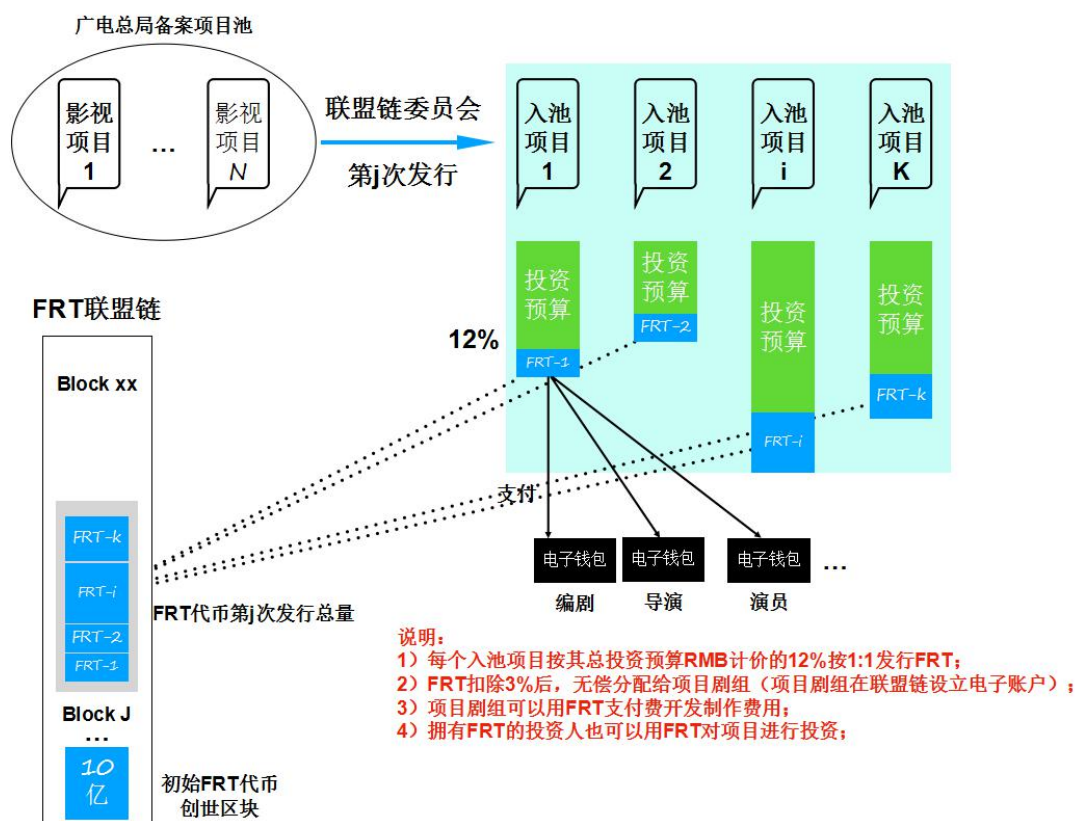 广电总局备案项目池
影视
项目
1
...
影视
项目
N
联盟链委员会
第j次发行
入池
项目
1
入池
项目
2
入池
项目
i
入池
项目
K
投资
预算
FRT-1
投资
预算
FRT-2
投资
预算
FRT-i
投资
预算
FRT-k
12%
FRT联盟链
Block xx
FRT-k
FRT-i
FRT-2
FRT-1
FRT代币第j次发行总量
Block J
...
10
亿
初始FRT代币
创世区块
支付
电子钱包
电子钱包
电子钱包
...
编剧
导演
演员
说明：
1）每个入池项目按其总投资预算RMB计价的12%按1:1发行FRT；
2）FRT扣除3%后，无偿分配给项目剧组（项目剧组在联盟链设立电子账户）；
3）项目剧组可以用FRT支付费开发制作费用；
4）拥有FRT的投资人也可以用FRT对项目进行投资；